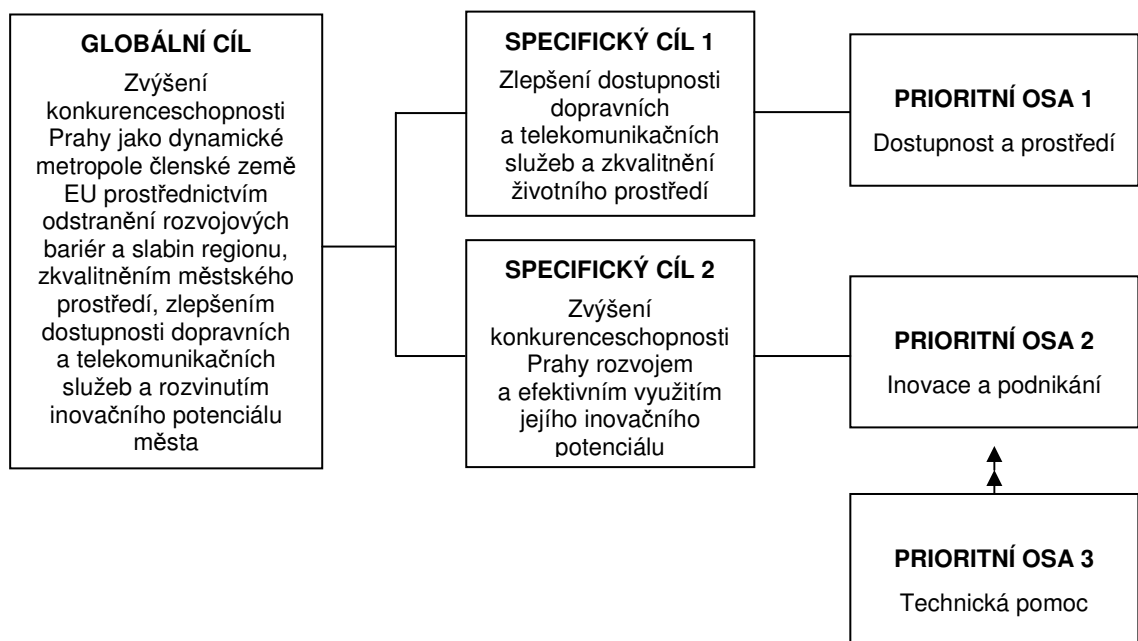 GLOBÁLNÍ CÍL
Zvýšení
konkurenceschopnosti
Prahy jako dynamické
metropole členské země
EU prostřednictvím
odstranění rozvojových
bariér a slabin regionu,
zkvalitněním městského
prostředí, zlepšením
dostupnosti dopravních
a telekomunikačních
služeb a rozvinutím
inovačního potenciálu
města
SPECIFICKÝ CÍL 1
Zlepšení dostupnosti
dopravních
a telekomunikačních
služeb a zkvalitnění
životního prostředí
SPECIFICKÝ CÍL 2
Zvýšení
konkurenceschopnosti
Prahy rozvojem
a efektivním využitím
jejího inovačního
potenciálu
PRIORITNÍ OSA 1
Dostupnost a prostředí
PRIORITNÍ OSA 2
Inovace a podnikání
PRIORITNÍ OSA 3
Technická pomoc